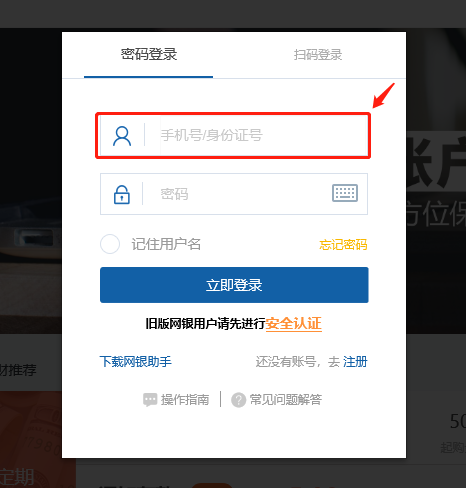 密码登录
扫码登录
手机号/身份证号
密码
记住用户名
忘记密码
立即登录
旧版网银用户请先进行安全认证
下载网银助手
还没有账号，去 注册
操作指南
常见问题解答
账户
方位保
财推荐
50
起购
定期